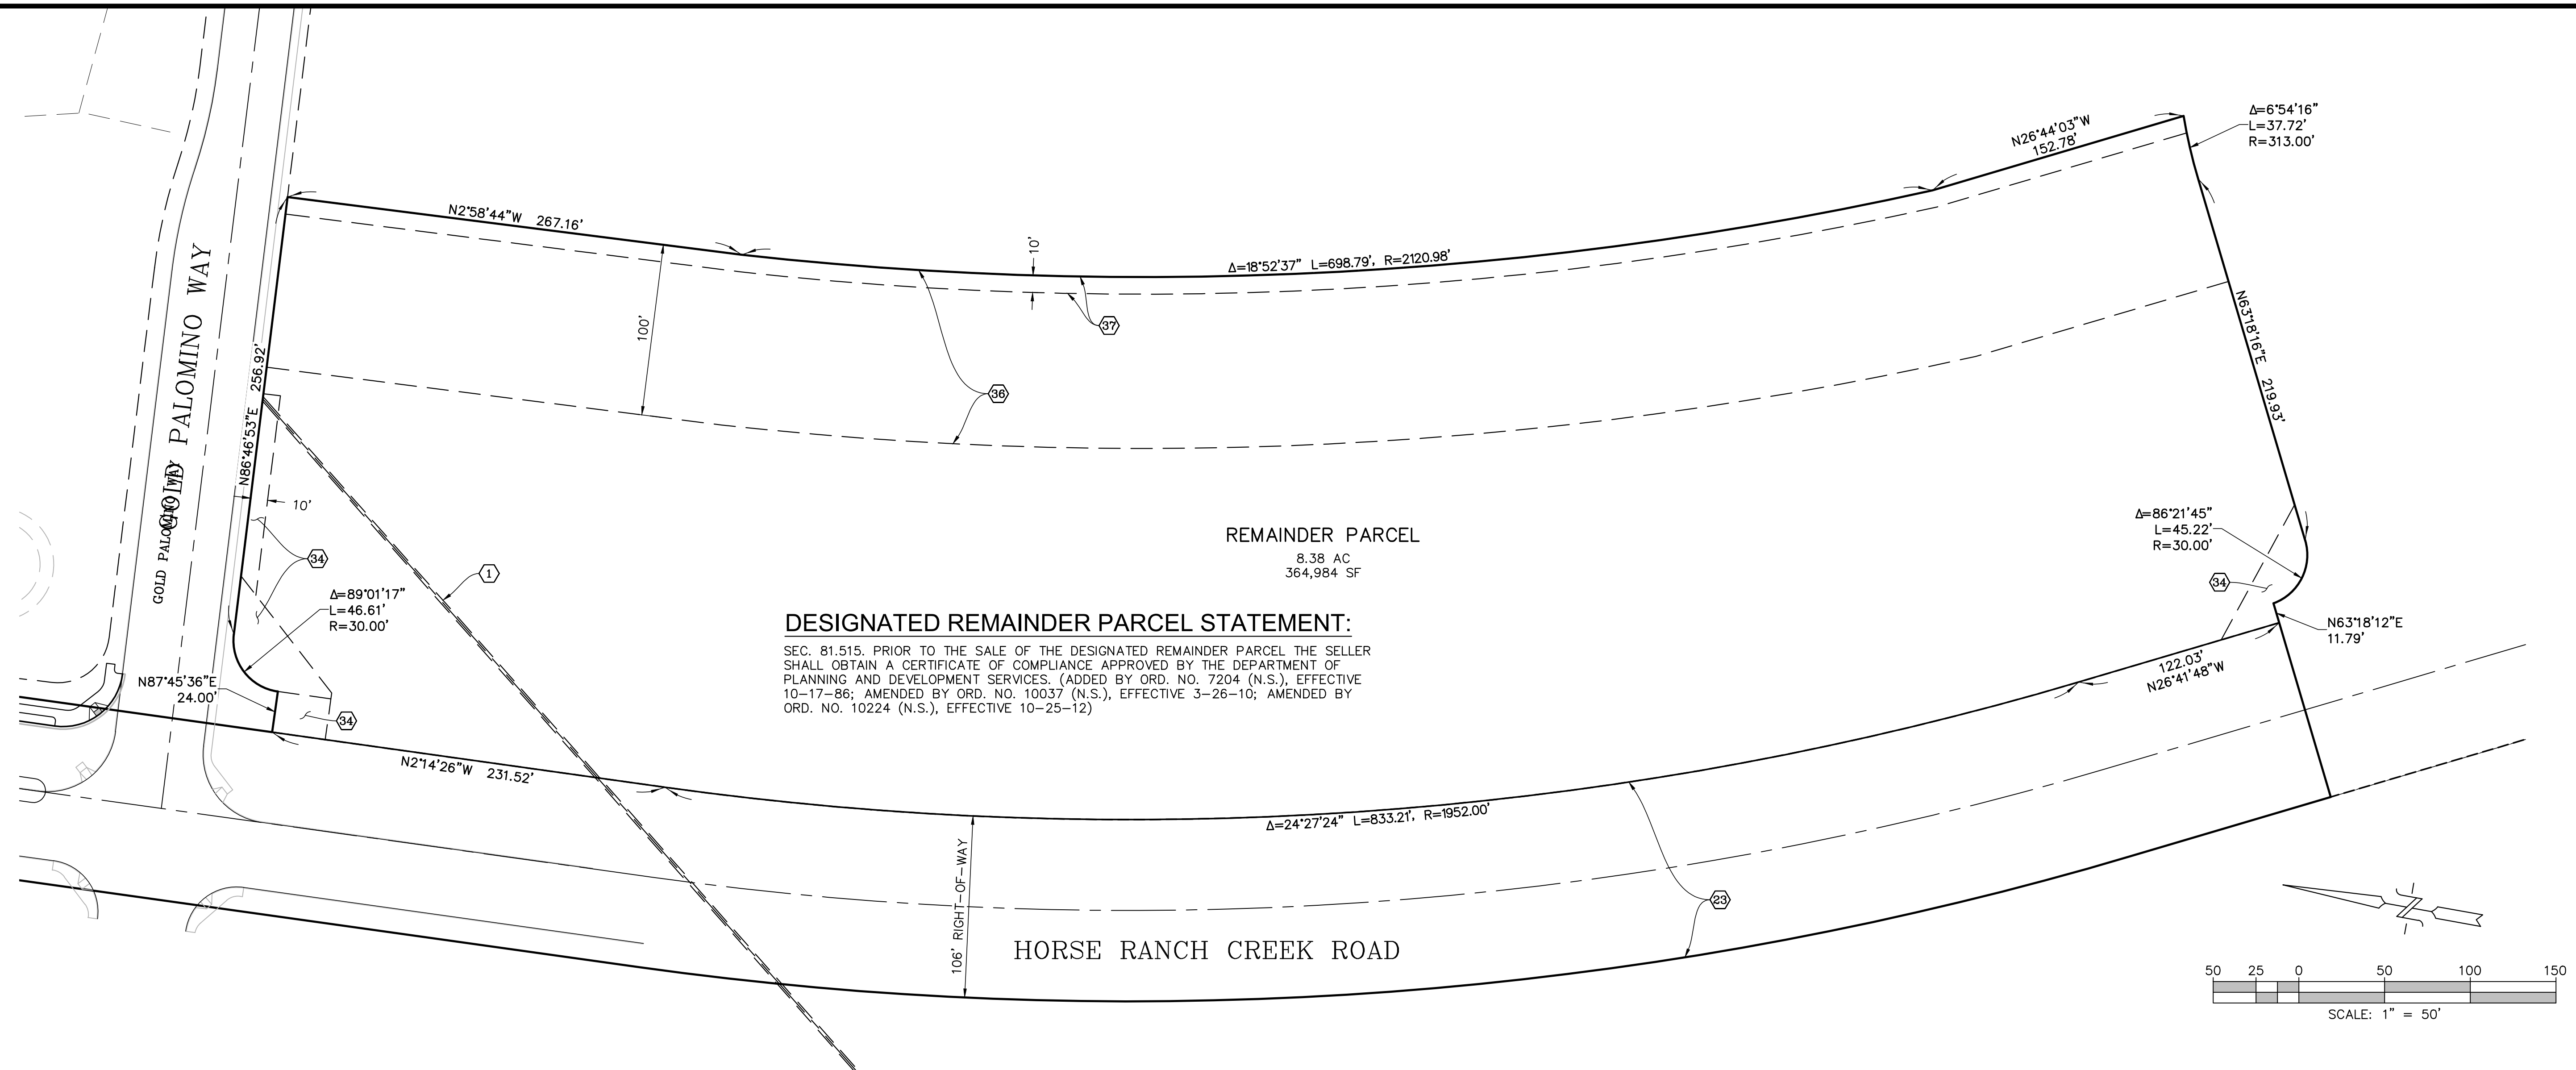 Δ=6°54'16"
L=37.72'
R=313.00'
N26°44'03"W
152.78'
N2°58'44"W 267.16'
10'
Δ=18°52'37" L=698.79', R=2120.98'
37
100'
36
N63°18'16"E 219.93'
GOLD PALOMINO WAY
GOLD PALOMINO WAY
N86°46'53"E 256.92'
10'
34
1
Δ=89°01'17"
L=46.61'
R=30.00'
N87°45'36"E
24.00'
34
REMAINDER PARCEL
8.38 AC
364,984 SF
DESIGNATED REMAINDER PARCEL STATEMENT:
SEC. 81.515. PRIOR TO THE SALE OF THE DESIGNATED REMAINDER PARCEL THE SELLER
SHALL OBTAIN A CERTIFICATE OF COMPLIANCE APPROVED BY THE DEPARTMENT OF
PLANNING AND DEVELOPMENT SERVICES. (ADDED BY ORD. NO. 7204 (N.S.), EFFECTIVE
10-17-86; AMENDED BY ORD. NO. 10037 (N.S.), EFFECTIVE 3-26-10; AMENDED BY
ORD. NO. 10224 (N.S.), EFFECTIVE 10-25-12)
Δ=86°21'45"
L=45.22'
R=30.00'
34
N63°18'12"E
11.79'
122.03'
N26°41'48"W
N2°14'26"W 231.52'
Δ=24°27'24" L=833.21', R=1952.00'
106' RIGHT-OF-WAY
23
HORSE RANCH CREEK ROAD
N
50 25 0 50 100 150
SCALE: 1" = 50'